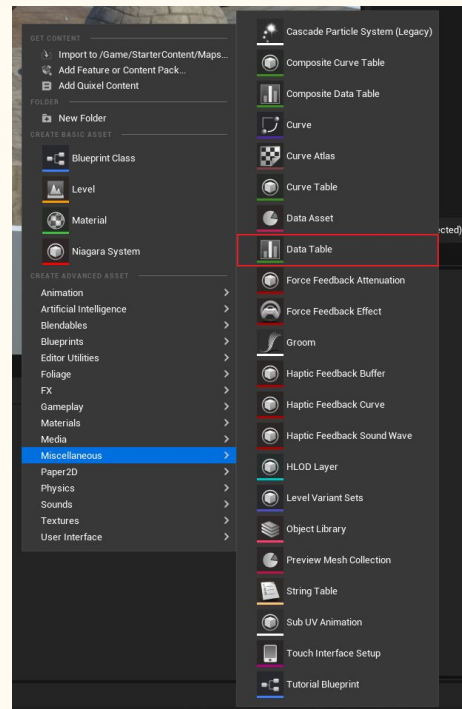 GET CONTENT
Import to /Game/StarterContent/Maps...
Add Feature or Content Pack...
Add Quixel Content
FOLDER
New Folder
CREATE BASIC ASSET
Blueprint Class
Level
Material
Niagara System
CREATE ADVANCED ASSET
Animation
Artificial Intelligence
Blendables
Blueprints
Editor Utilities
Foliage
FX
Gameplay
Materials
Media
Miscellaneous
Paper2D
Physics
Sounds
Textures
User Interface
Cascade Particle System (Legacy)
Composite Curve Table
Composite Data Table
Curve
Curve Atlas
Curve Table
Data Asset
Data Table
Force Feedback Attenuation
Force Feedback Effect
Groom
Haptic Feedback Buffer
Haptic Feedback Curve
Haptic Feedback Sound Wave
HLOD Layer
Level Variant Sets
Object Library
Preview Mesh Collection
String Table
Sub UV Animation
Touch Interface Setup
Tutorial Blueprint
ected)